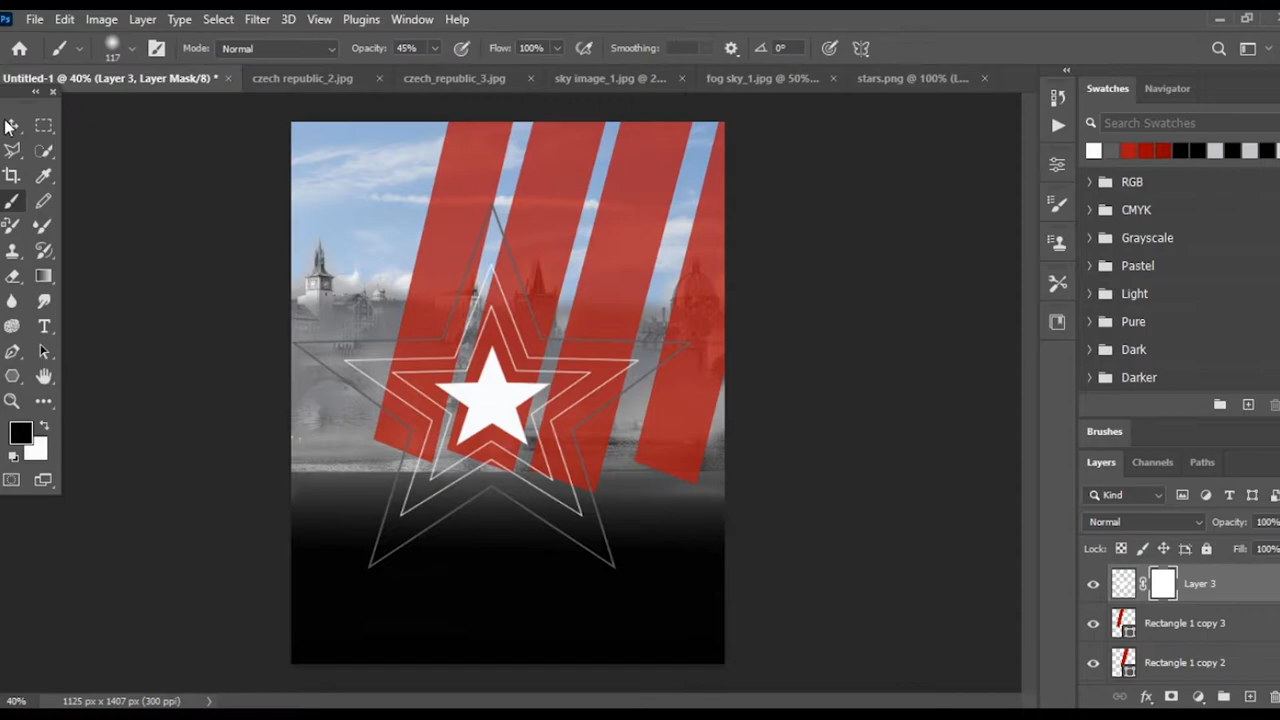 Ps File Edit Image Layer Type Select Filter 3D View Plugins Window Help
117 Mode: Normal Opacity: 45% Flow: 100% Smoothing: 0°
Untitled-1 @ 40% (Layer 3, Layer Mask/8) * × czech republic_2.jpg × czech_republic_3.jpg × sky image_1.jpg @ 2... × fog sky_1.jpg @ 50%... × stars.png @ 100% (L... ×
Swatches Navigator
Search Swatches
RGB
CMYK
Grayscale
Pastel
Light
Pure
Dark
Darker
Brushes
Layers Channels Paths
Kind
Normal Opacity: 100%
Lock: Fill: 100%
Layer 3
Rectangle 1 copy 3
Rectangle 1 copy 2
fx
40% 1125 px x 1407 px (300 ppi)